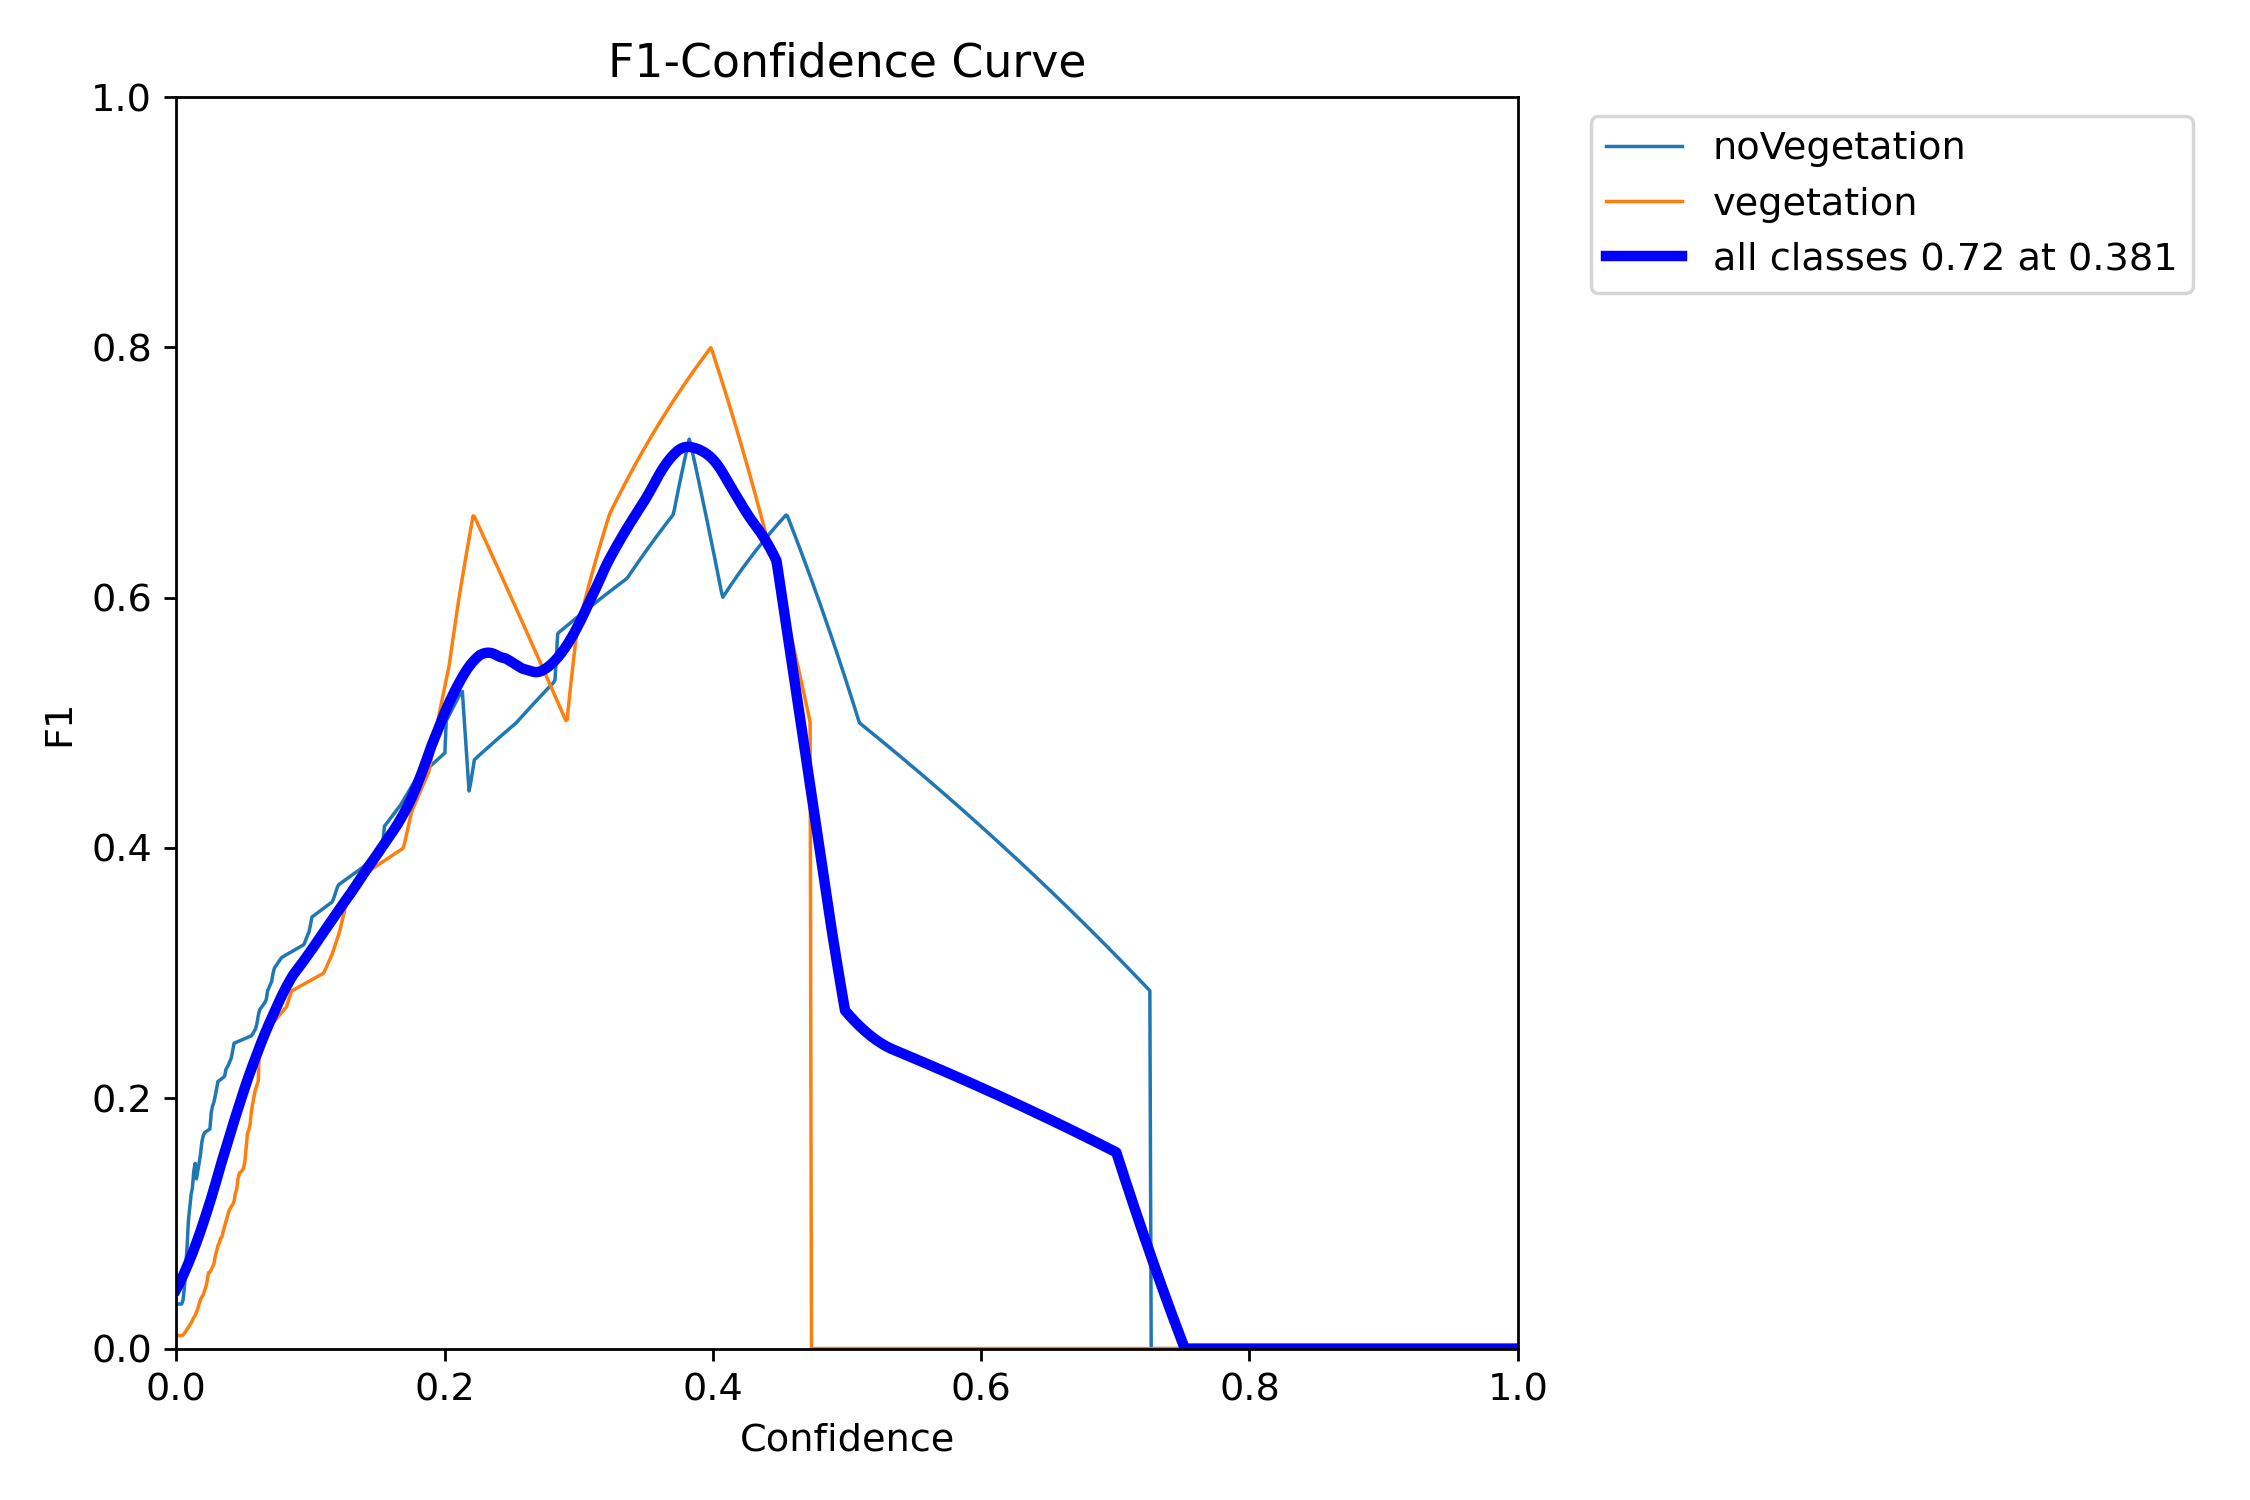 F1-Confidence Curve
1.0
0.8
0.6
0.4
0.2
0.0
F1
0.0 0.2 0.4 0.6 0.8 1.0
Confidence
noVegetation
vegetation
all classes 0.72 at 0.381